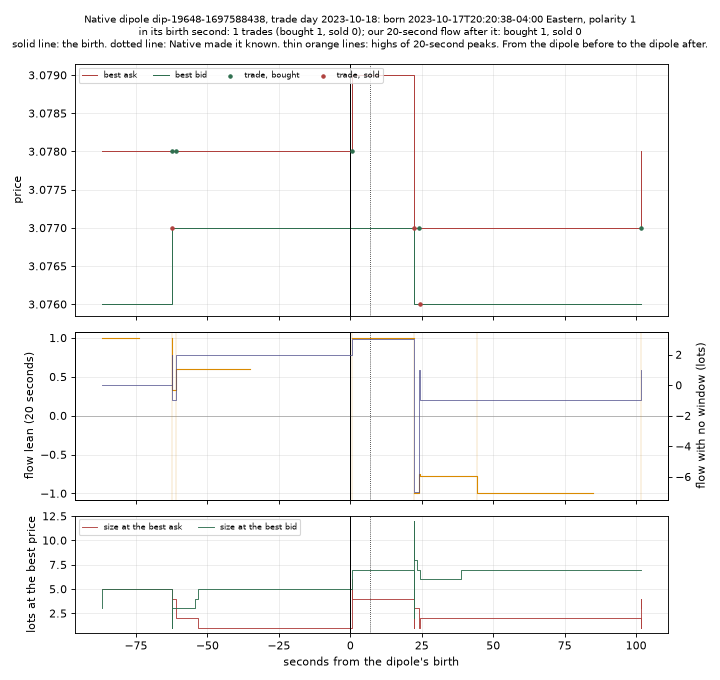 Native dipole dip-19648-1697588438, trade day 2023-10-18: born 2023-10-17T20:20:38-04:00 Eastern, polarity 1
in its birth second: 1 trades (bought 1, sold 0); our 20-second flow after it: bought 1, sold 0
solid line: the birth. dotted line: Native made it known. thin orange lines: highs of 20-second peaks. From the dipole before to the dipole after.
best ask best bid trade, bought trade, sold
3.0790
3.0785
3.0780
3.0775
3.0770
3.0765
3.0760
price
1.0
0.5
0.0
−0.5
−1.0
flow lean (20 seconds)
2
0
−2
−4
−6
flow with no window (lots)
size at the best ask size at the best bid
12.5
10.0
7.5
5.0
2.5
lots at the best price
−75 −50 −25 0 25 50 75 100
seconds from the dipole's birth